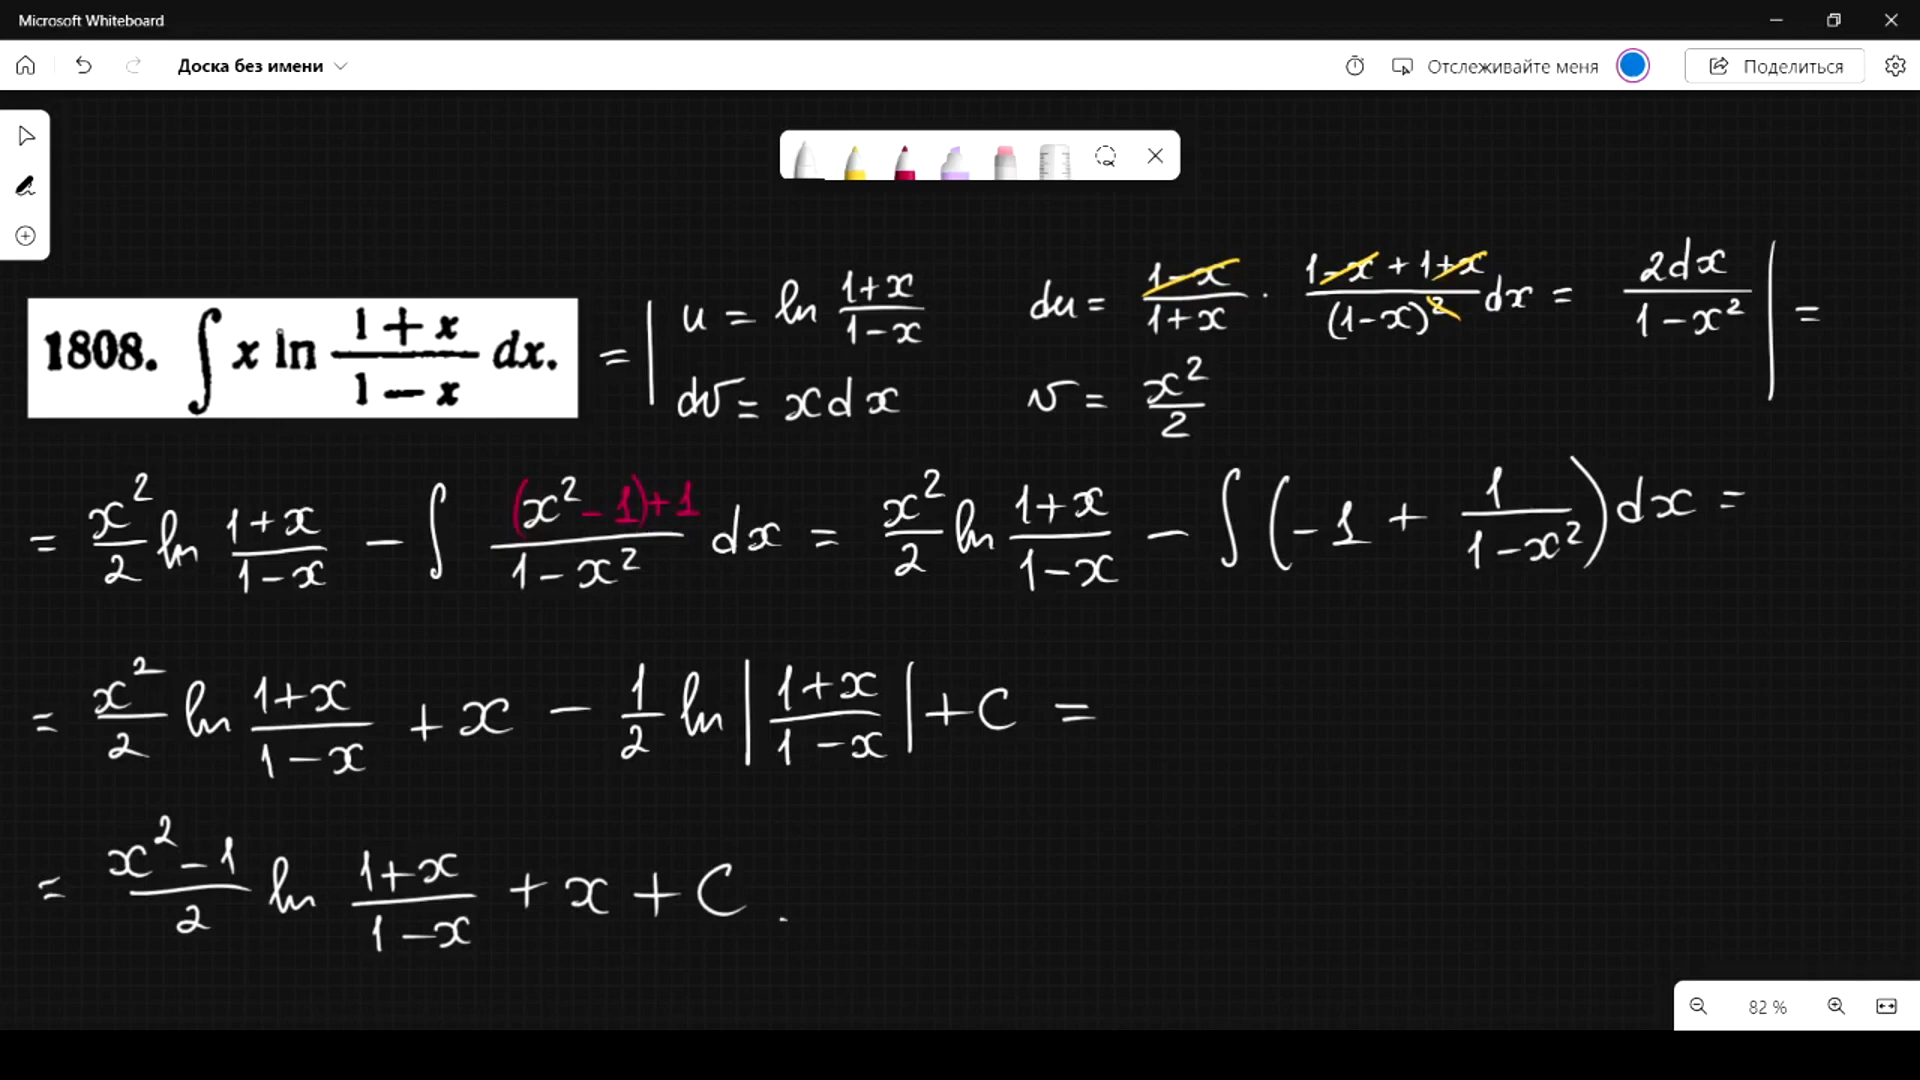 Microsoft Whiteboard
Доска без имени
Отслеживайте меня
Поделиться
1808. ∫ x ln (1 + x)/(1 − x) dx. = | u = ln (1+x)/(1−x) du = (1−x)/(1+x) · (1−x+1+x)/(1−x)² dx = 2dx/(1−x²) | =
dv = xdx v = x²/2
= x²/2 ln (1+x)/(1−x) − ∫ ((x²−1)+1)/(1−x²) dx = x²/2 ln (1+x)/(1−x) − ∫ (−1 + 1/(1−x²)) dx =
= x²/2 ln (1+x)/(1−x) + x − 1/2 ln |(1+x)/(1−x)| + C =
= (x²−1)/2 ln (1+x)/(1−x) + x + C .
82 %